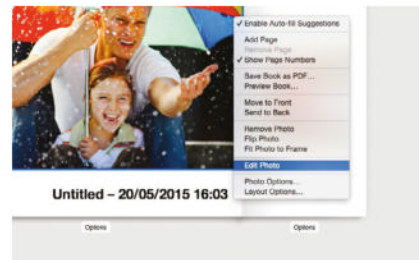 ✓ Enable Auto-fill Suggestions
Add Page
Remove Page
✓ Show Page Numbers
Save Book as PDF...
Preview Book...
Move to Front
Send to Back
Remove Photo
Flip Photo
Fit Photo to Frame
Edit Photo
Photo Options...
Layout Options...
Untitled – 20/05/2015 16:03
Options
Options